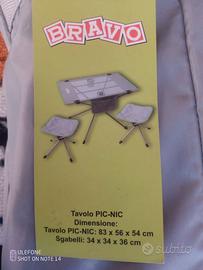 BRAVO
Tavolo PIC-NIC
Dimensione:
Tavolo PIC-NIC: 83 x 56 x 54 cm
Sgabelli: 34 x 34 x 36 cm
ULEFONE
SHOT ON NOTE 14
subito